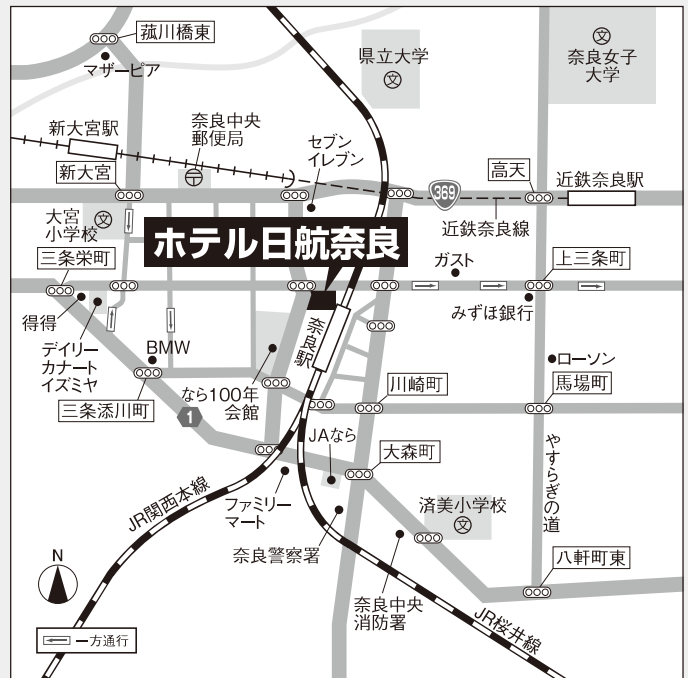 菰川橋東
マザーピア
県立大学
文
文
奈良女子
大学
新大宮駅
奈良中央
郵便局
セブン
イレブン
新大宮
高天
369
近鉄奈良駅
近鉄奈良線
大宮
小学校
文
ホテル日航奈良
三条栄町
ガスト
上三条町
みずほ銀行
得得
デイリー
カナート
イズミヤ
BMW
奈良駅
ローソン
なら100年
会館
川崎町
馬場町
三条添川町
1
JAなら
大森町
やすらぎの道
JR関西本線
ファミリー
マート
済美小学校
文
奈良警察署
八軒町東
N
奈良中央
消防署
JR桜井線
一方通行